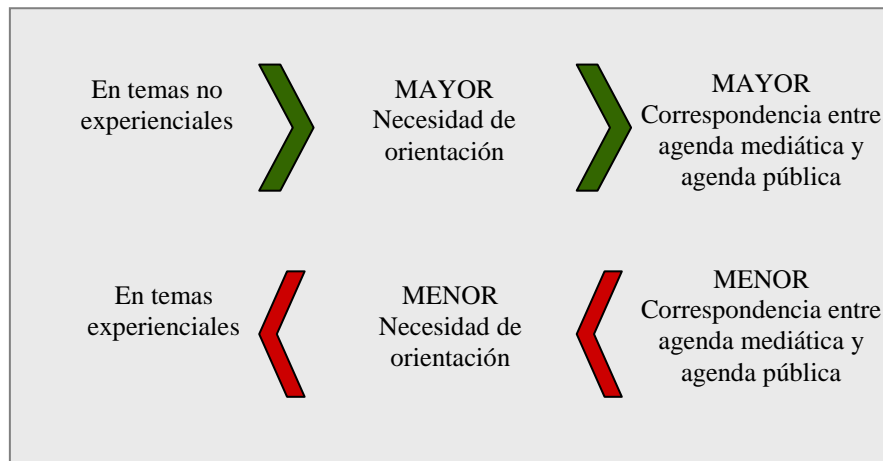 En temas no
experienciales
MAYOR
Necesidad de
orientación
MAYOR
Correspondencia entre
agenda mediática y
agenda pública
En temas
experienciales
MENOR
Necesidad de
orientación
MENOR
Correspondencia entre
agenda mediática y
agenda pública